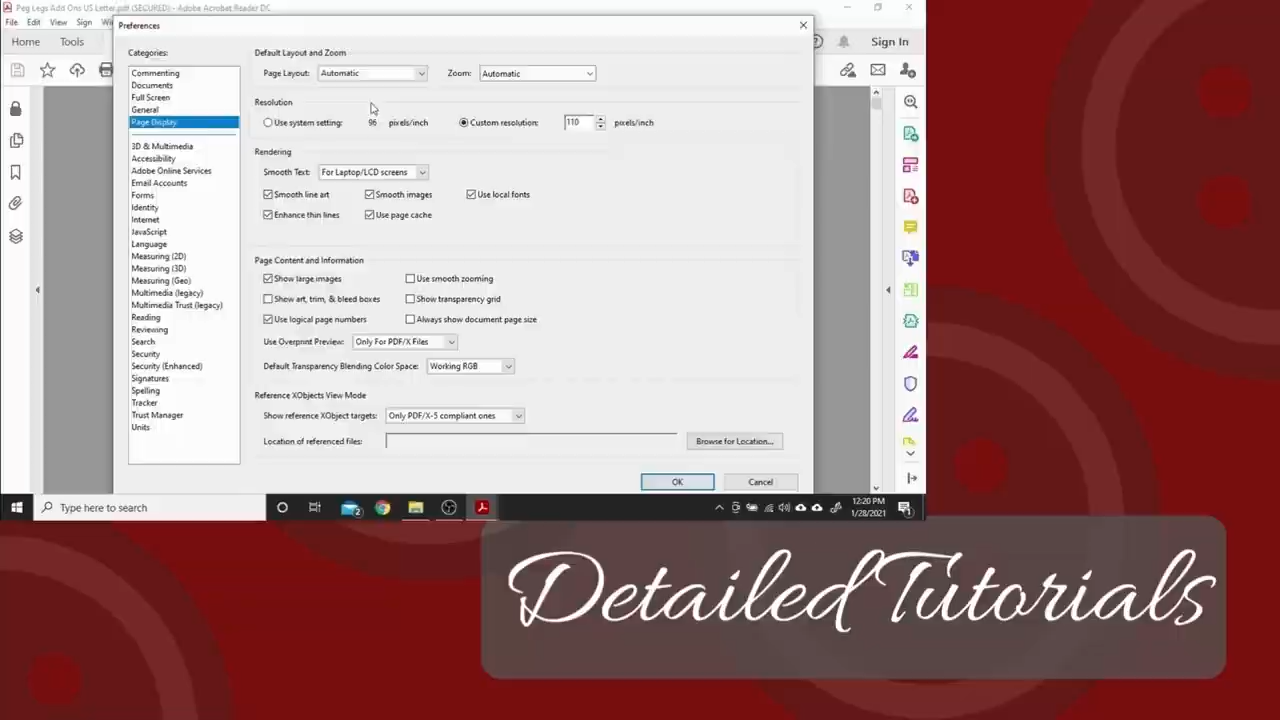 Peg Legs Add Ons US Letter.pdf (SECURED) - Adobe Acrobat Reader DC
File Edit View Sign
Preferences
Home Tools
Sign In
Categories:
Commenting
Documents
Full Screen
General
Page Display
3D & Multimedia
Accessibility
Adobe Online Services
Email Accounts
Forms
Identity
Internet
JavaScript
Language
Measuring (2D)
Measuring (3D)
Measuring (Geo)
Multimedia (legacy)
Multimedia Trust (legacy)
Reading
Reviewing
Search
Security
Security (Enhanced)
Signatures
Spelling
Tracker
Trust Manager
Units
Default Layout and Zoom
Page Layout: Automatic Zoom: Automatic
Resolution
Use system setting: 96 pixels/inch Custom resolution: 110 pixels/inch
Rendering
Smooth Text: For Laptop/LCD screens
Smooth line art Smooth images Use local fonts
Enhance thin lines Use page cache
Page Content and Information
Show large images Use smooth zooming
Show art, trim, & bleed boxes Show transparency grid
Use logical page numbers Always show document page size
Use Overprint Preview: Only For PDF/X Files
Default Transparency Blending Color Space: Working RGB
Reference XObjects View Mode
Show reference XObject targets: Only PDF/X-5 compliant ones
Location of referenced files: Browse for Location...
OK Cancel
Type here to search
2
12:20 PM
1/28/2021
1
Detailed Tutorials